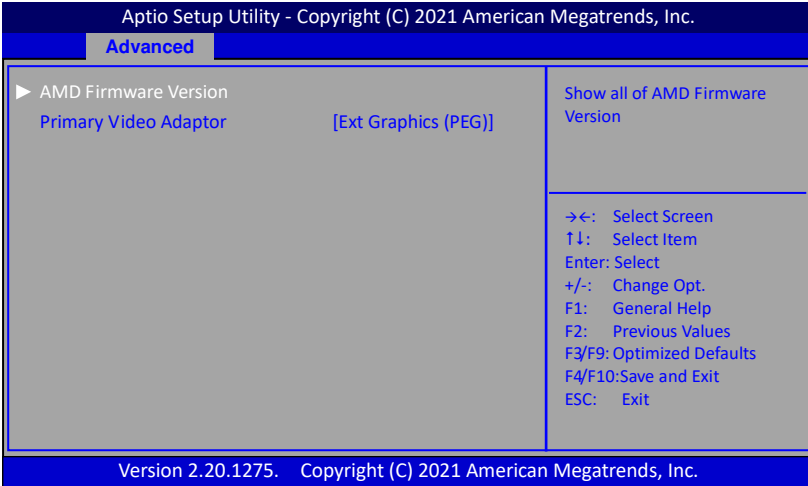 Aptio Setup Utility - Copyright (C) 2021 American Megatrends, Inc.
Advanced
► AMD Firmware Version
Primary Video Adaptor [Ext Graphics (PEG)]
Show all of AMD Firmware
Version
→←: Select Screen
↑↓: Select Item
Enter: Select
+/-: Change Opt.
F1: General Help
F2: Previous Values
F3/F9: Optimized Defaults
F4/F10:Save and Exit
ESC: Exit
Version 2.20.1275. Copyright (C) 2021 American Megatrends, Inc.